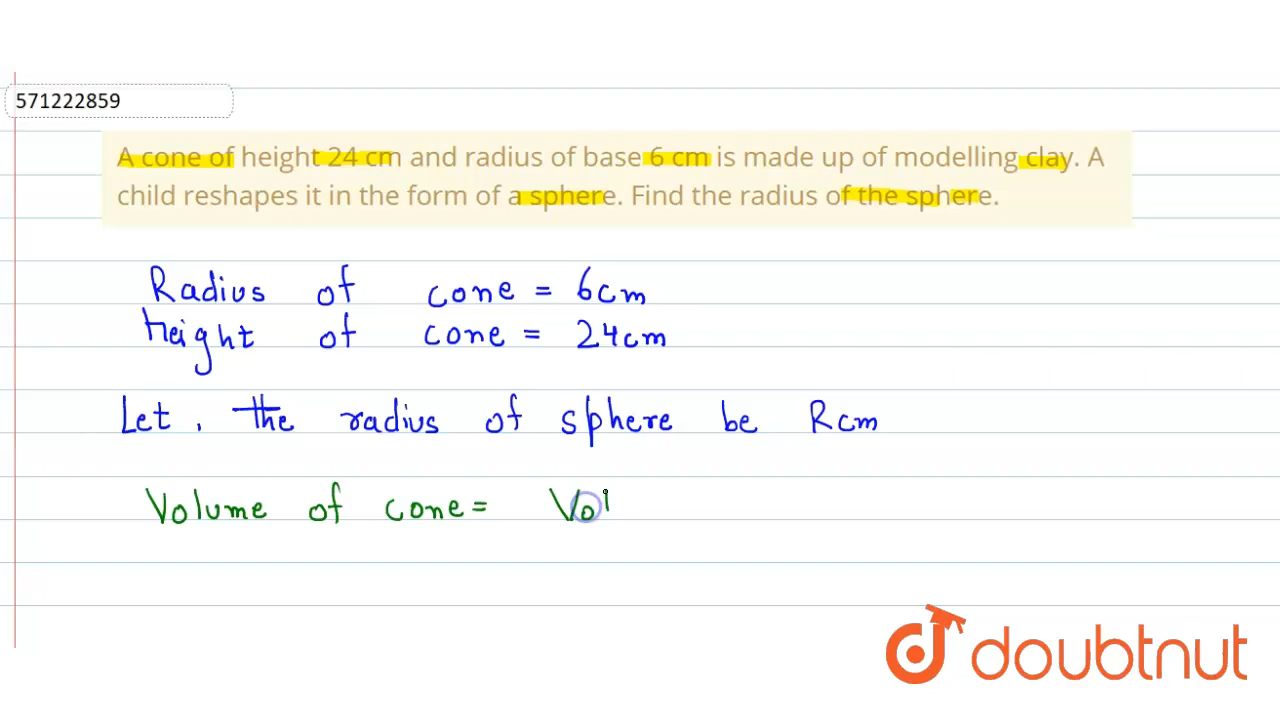 571222859
A cone of height 24 cm and radius of base 6 cm is made up of modelling clay. A
child reshapes it in the form of a sphere. Find the radius of the sphere.
Radius of cone = 6cm
height of cone = 24cm
Let, the radius of sphere be R cm
Volume of cone = Vol
doubtnut